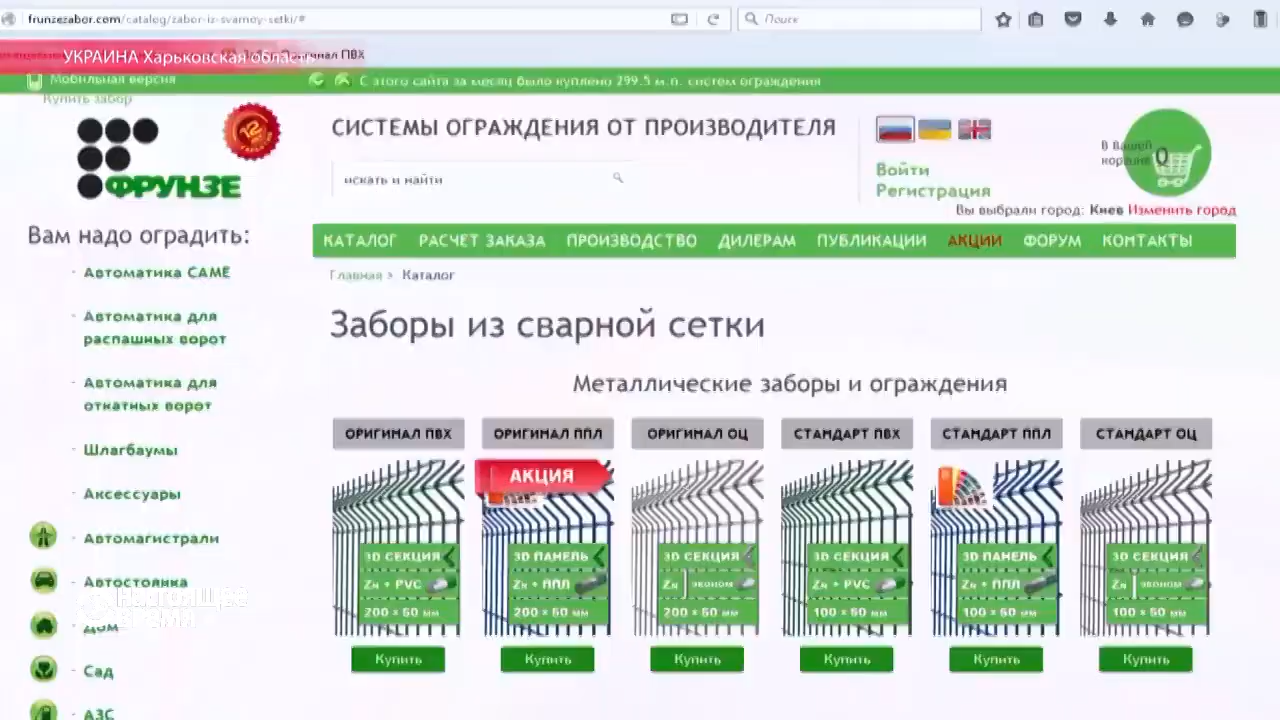 frunzezabor.com/catalog/zabor-iz-svarnoy-setki/#
Поиск
УКРАИНА Харьковская область
Мобильная версия
С этого сайта за месяц было куплено 299.5 м.п. систем ограждения
Купить забор
12
ФРУНЗЕ
СИСТЕМЫ ОГРАЖДЕНИЯ ОТ ПРОИЗВОДИТЕЛЯ
искать и найти
Войти
Регистрация
В Вашей
корзине 0
Вы выбрали город: Киев Изменить город
КАТАЛОГ РАСЧЕТ ЗАКАЗА ПРОИЗВОДСТВО ДИЛЕРАМ ПУБЛИКАЦИИ АКЦИИ ФОРУМ КОНТАКТЫ
Главная > Каталог
Вам надо оградить:
Автоматика CAME
Автоматика для
распашных ворот
Автоматика для
откатных ворот
Шлагбаумы
Аксессуары
Автомагистрали
Автостоянка
Дом
Сад
АЗС
Заборы из сварной сетки
Металлические заборы и ограждения
ОРИГИНАЛ ПВХ ОРИГИНАЛ ППЛ ОРИГИНАЛ ОЦ СТАНДАРТ ПВХ СТАНДАРТ ППЛ СТАНДАРТ ОЦ
АКЦИЯ
3D СЕКЦИЯ 3D ПАНЕЛЬ 3D СЕКЦИЯ 3D СЕКЦИЯ 3D ПАНЕЛЬ 3D СЕКЦИЯ
Zn + PVC Zn + ППЛ Zn эконом Zn + PVC Zn + ППЛ Zn эконом
200 × 50 мм 200 × 50 мм 200 × 50 мм 100 × 50 мм 100 × 50 мм 100 × 50 мм
Купить Купить Купить Купить Купить Купить
НАСТОЯЩЕЕ
ВРЕМЯ